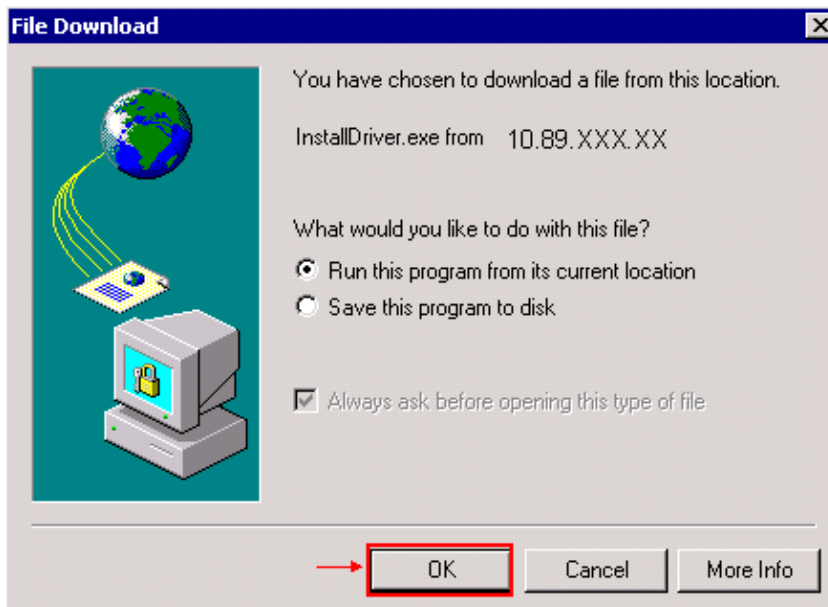 File Download
You have chosen to download a file from this location.
InstallDriver.exe from 10.89.XXX.XX
What would you like to do with this file?
Run this program from its current location
Save this program to disk
Always ask before opening this type of file
OK
Cancel
More Info